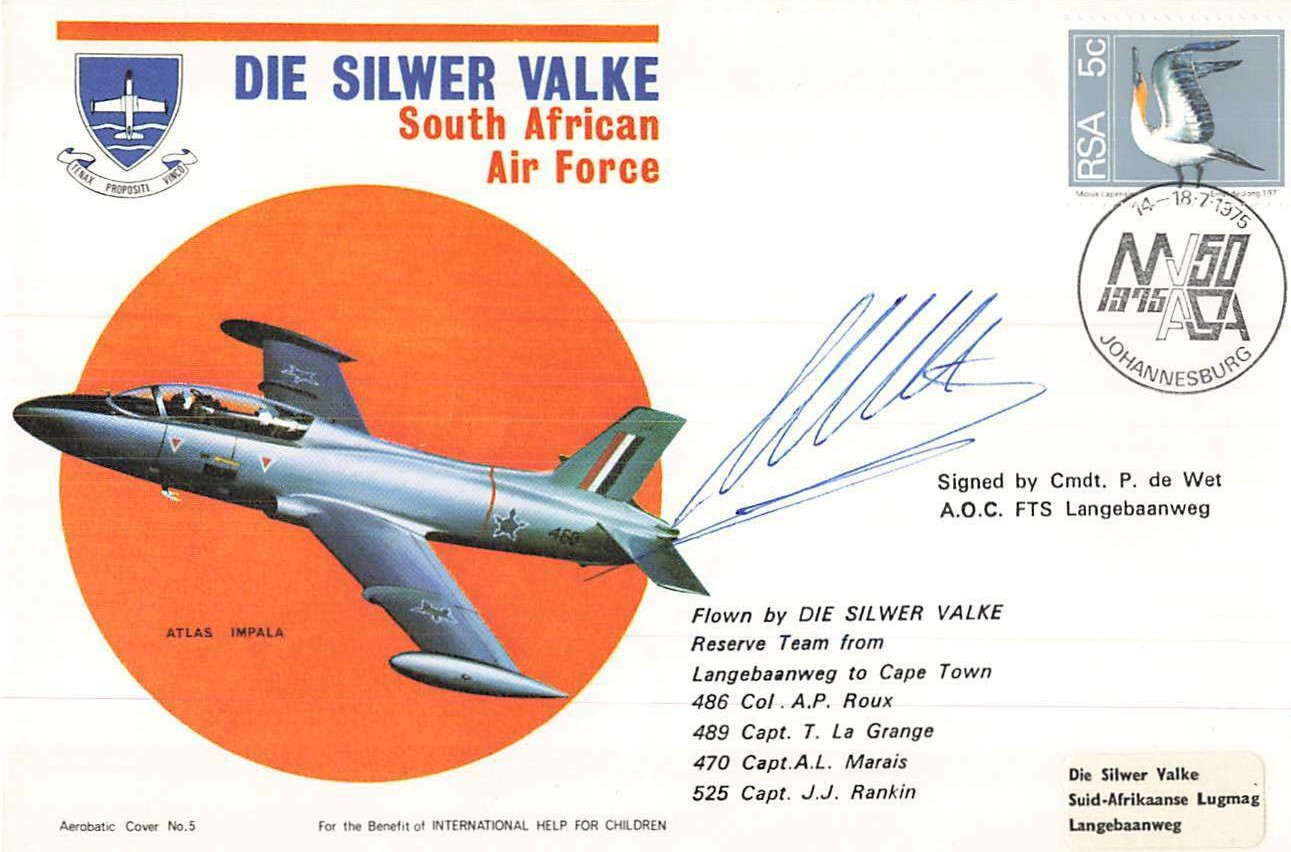 DIE SILWER VALKE
South African
Air Force
TENAX PROPOSITI VINCO
RSA 5c
14-18·7·1975
NVJ50
1975
JOHANNESBURG
460
ATLAS IMPALA
Signed by Cmdt. P. de Wet
A.O.C. FTS Langebaanweg
Flown by DIE SILWER VALKE
Reserve Team from
Langebaanweg to Cape Town
486 Col. A.P. Roux
489 Capt. T. La Grange
470 Capt.A.L. Marais
525 Capt. J.J. Rankin
Die Silwer Valke
Suid-Afrikaanse Lugmag
Langebaanweg
Aerobatic Cover No.5
For the Benefit of INTERNATIONAL HELP FOR CHILDREN